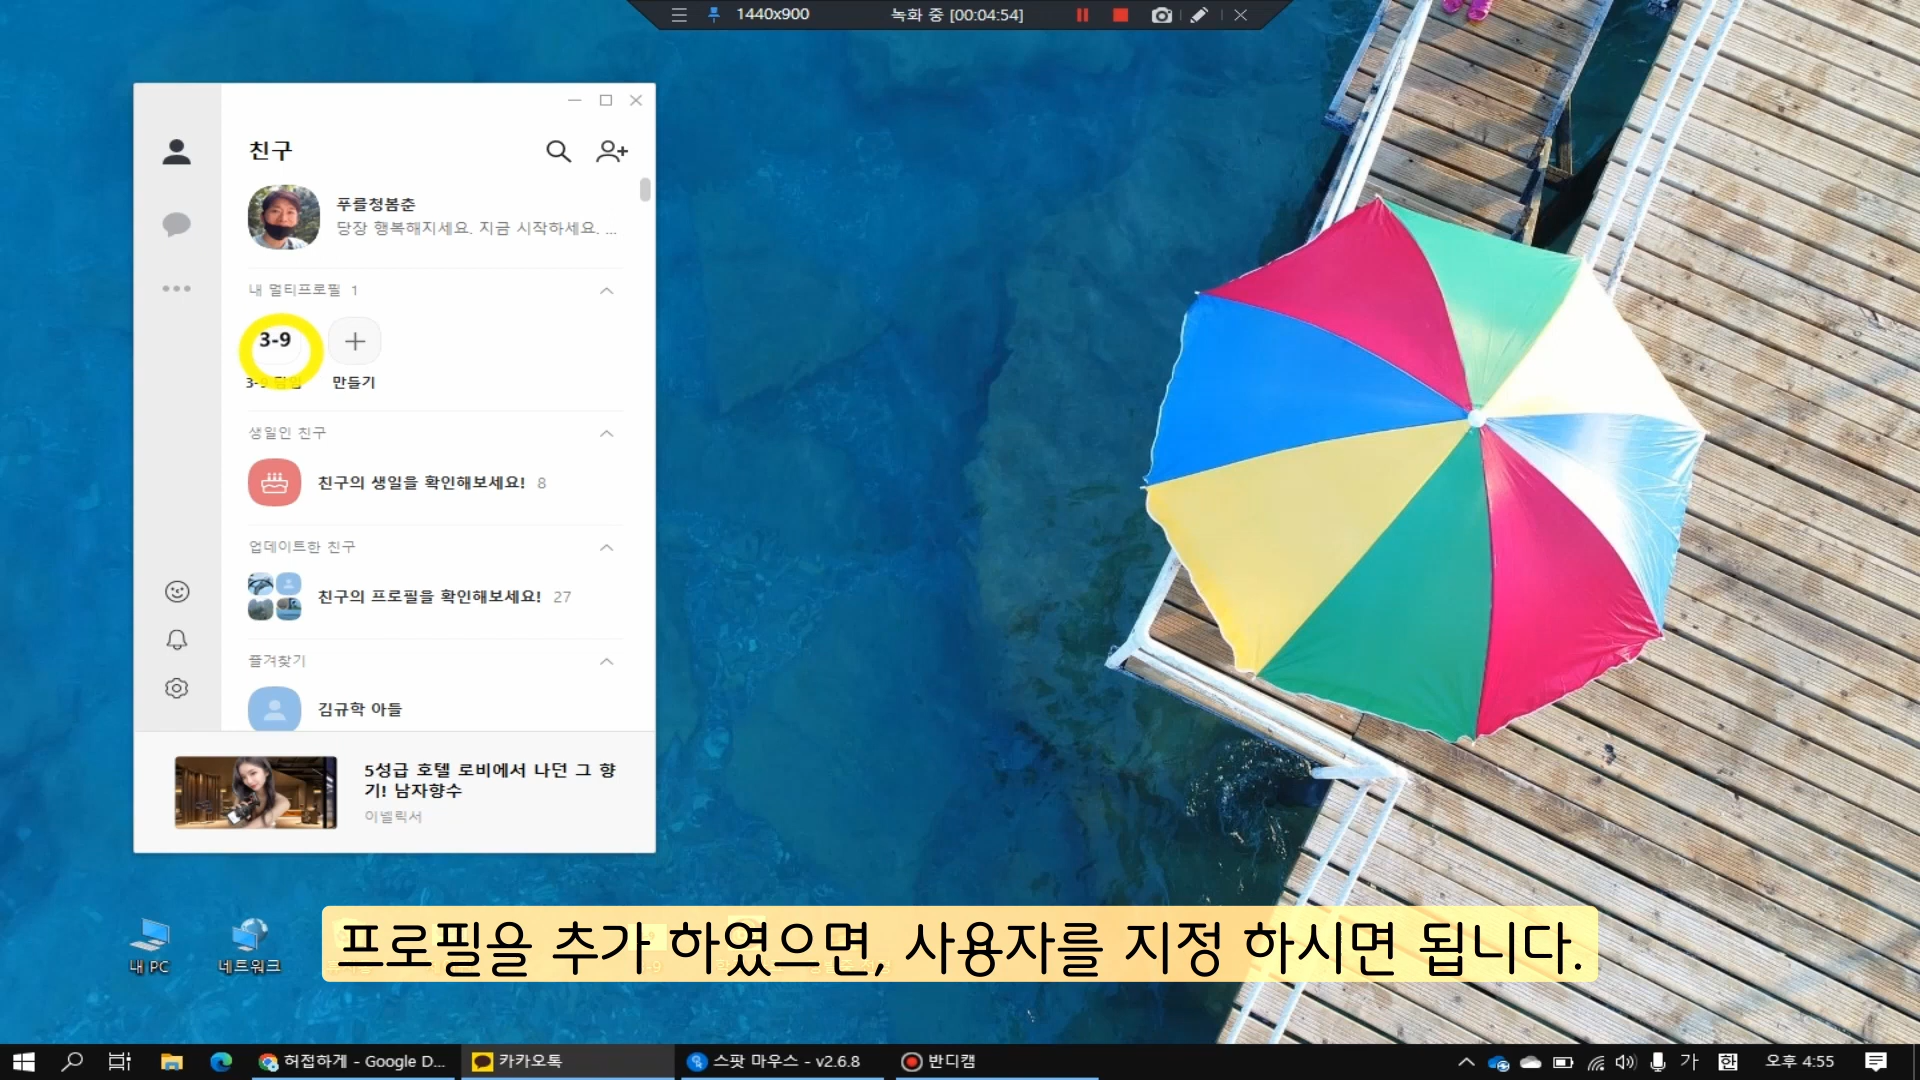 1440x900
녹화 중 [00:04:54]
친구
푸를청봄춘
당장 행복해지세요. 지금 시작하세요. ...
내 멀티프로필 1
3-9
3-9 담임
만들기
생일인 친구
친구의 생일을 확인해보세요! 8
업데이트한 친구
친구의 프로필을 확인해보세요! 27
즐겨찾기
김규학 아들
5성급 호텔 로비에서 나던 그 향
기! 남자향수
이넬릭서
내 PC
네트워크
프로필을 추가 하였으면, 사용자를 지정 하시면 됩니다.
허접하게 - Google D...
카카오톡
스팟 마우스 - v2.6.8
반디캠
가
한
오후 4:55